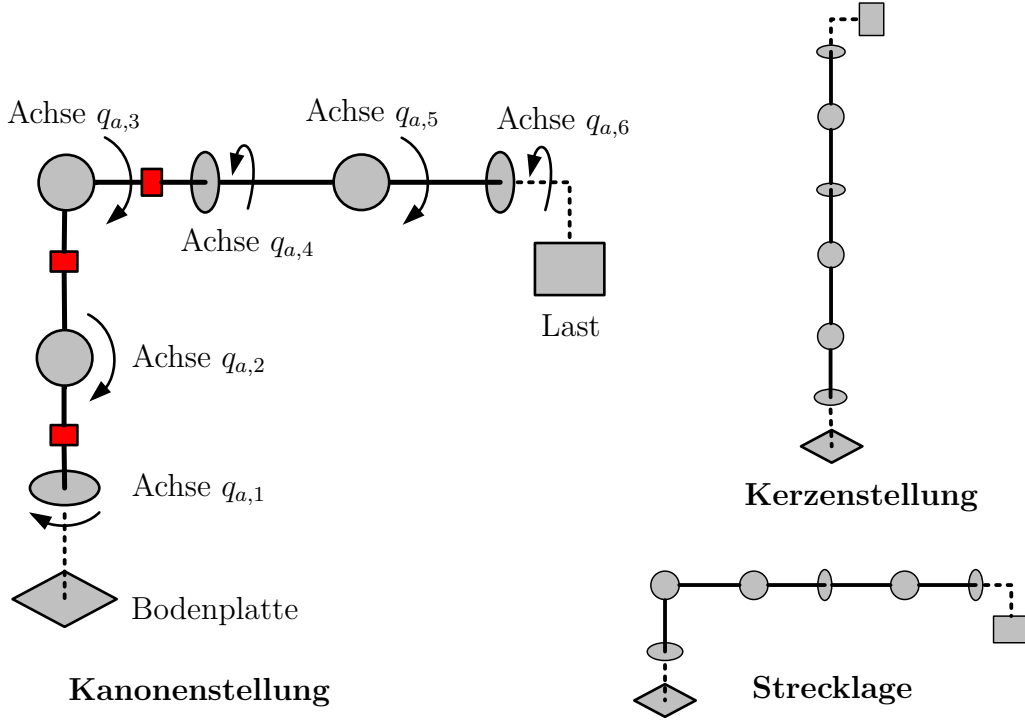 Achse q_{a,3}
Achse q_{a,5}
Achse q_{a,6}
Achse q_{a,4}
Last
Achse q_{a,2}
Achse q_{a,1}
Bodenplatte
Kanonenstellung
Kerzenstellung
Strecklage